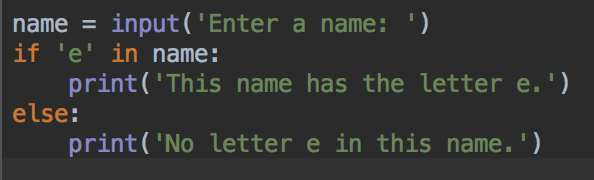 name = input('Enter a name: ')
if 'e' in name:
    print('This name has the letter e.')
else:
    print('No letter e in this name.')